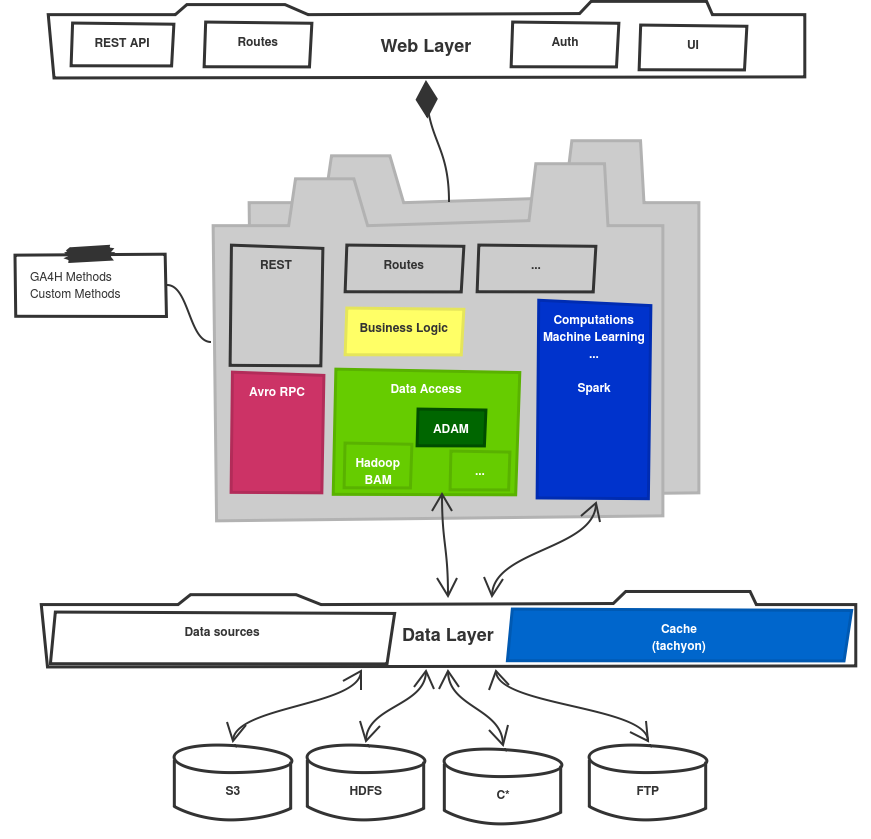 REST API
Routes
Web Layer
Auth
UI
GA4H Methods
Custom Methods
REST
Routes
...
Business Logic
Computations
Machine Learning
...
Spark
Avro RPC
Data Access
ADAM
Hadoop
BAM
...
Data sources
Data Layer
Cache
(tachyon)
S3
HDFS
C*
FTP